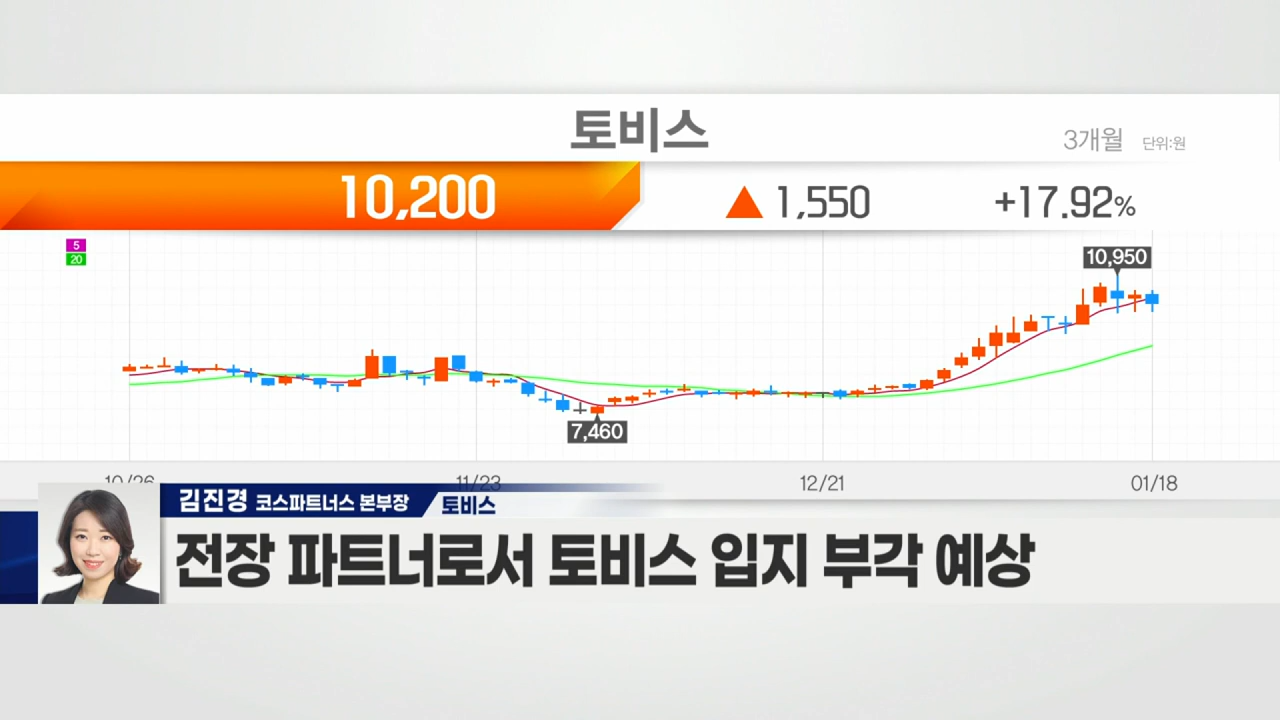 토비스
3개월 단위:원
10,200 ▲ 1,550 +17.92%
5
20
10,950
7,460
10/26 11/23 12/21 01/18
김진경 코스파트너스 본부장 토비스
전장 파트너로서 토비스 입지 부각 예상